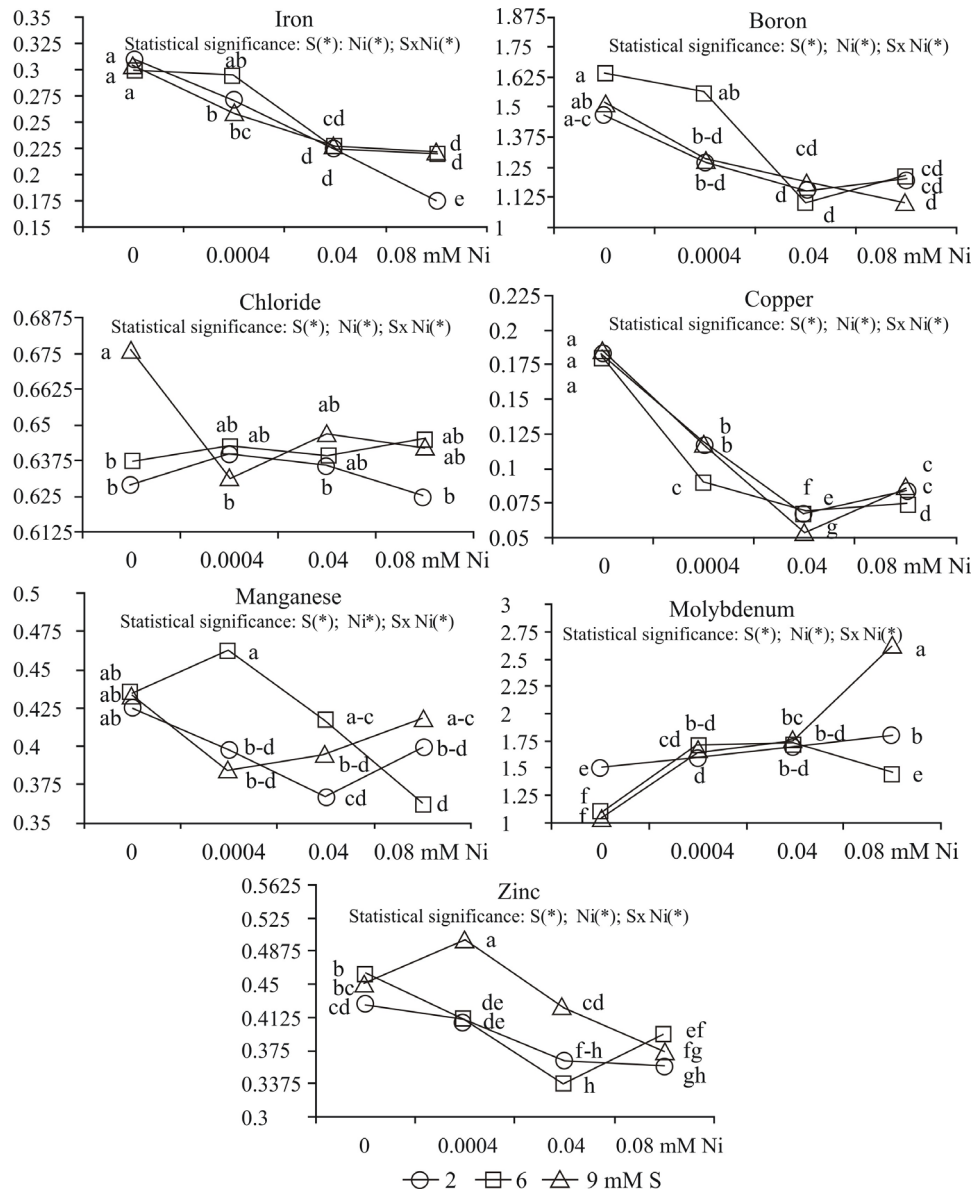 Iron
Statistical significance: S(*): Ni(*); SxNi(*)
0.35
0.325
0.3
0.275
0.25
0.225
0.2
0.175
0.15
a
a
a
ab
b
bc
cd
d
d
d
d
e
0 0.0004 0.04 0.08 mM Ni
Boron
Statistical significance: S(*); Ni(*); Sx Ni(*)
1.875
1.75
1.625
1.5
1.375
1.25
1.125
1
a
ab
a-c
ab
b-d
b-d
cd
d
d
cd
cd
d
0 0.0004 0.04 0.08 mM Ni
Chloride
Statistical significance: S(*); Ni(*); Sx Ni(*)
0.6875
0.675
0.6625
0.65
0.6375
0.625
0.6125
a
b
b
ab
ab
b
ab
ab
b
ab
ab
b
0 0.0004 0.04 0.08 mM Ni
Copper
Statistical significance: S(*); Ni(*); Sx Ni(*)
0.225
0.2
0.175
0.15
0.125
0.1
0.075
0.05
a
a
a
b
b
c
f
e
g
c
c
d
0 0.0004 0.04 0.08 mM Ni
Manganese
Statistical significance: S(*); Ni*); Sx Ni(*)
0.5
0.475
0.45
0.425
0.4
0.375
0.35
ab
ab
ab
a
b-d
b-d
a-c
b-d
cd
a-c
b-d
d
0 0.0004 0.04 0.08 mM Ni
Molybdenum
Statistical significance: S(*); Ni(*); Sx Ni(*)
3
2.75
2.5
2.25
2
1.75
1.5
1.25
1
e
f
f
b-d
cd
d
bc
b-d
b-d
a
b
e
0 0.0004 0.04 0.08 mM Ni
Zinc
Statistical significance: S(*); Ni(*); Sx Ni(*)
0.5625
0.525
0.4875
0.45
0.4125
0.375
0.3375
0.3
b
bc
cd
a
de
de
cd
f-h
h
ef
fg
gh
0 0.0004 0.04 0.08 mM Ni
2 6 9 mM S